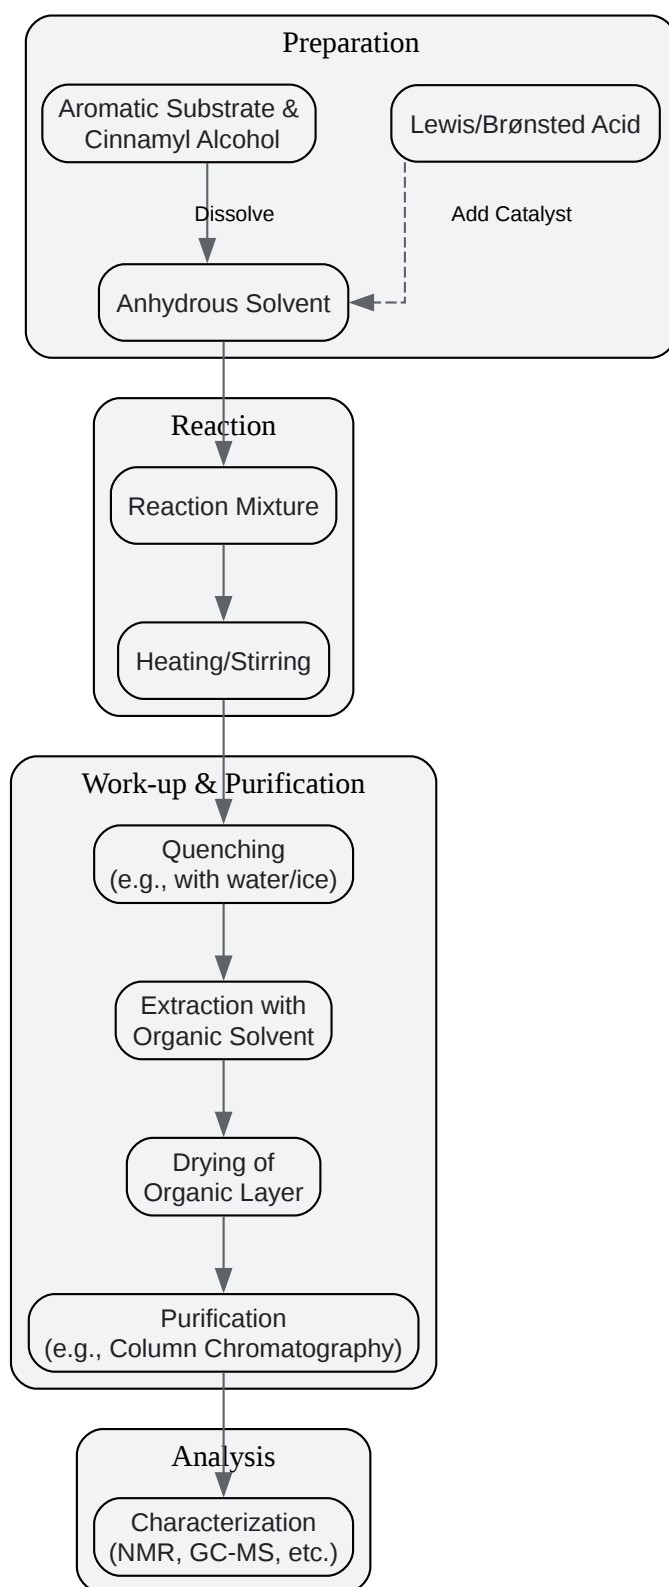 Preparation
Aromatic Substrate &
Cinnamyl Alcohol
Lewis/Brønsted Acid
Dissolve
Add Catalyst
Anhydrous Solvent
Reaction
Reaction Mixture
Heating/Stirring
Work-up & Purification
Quenching
(e.g., with water/ice)
Extraction with
Organic Solvent
Drying of
Organic Layer
Purification
(e.g., Column Chromatography)
Analysis
Characterization
(NMR, GC-MS, etc.)